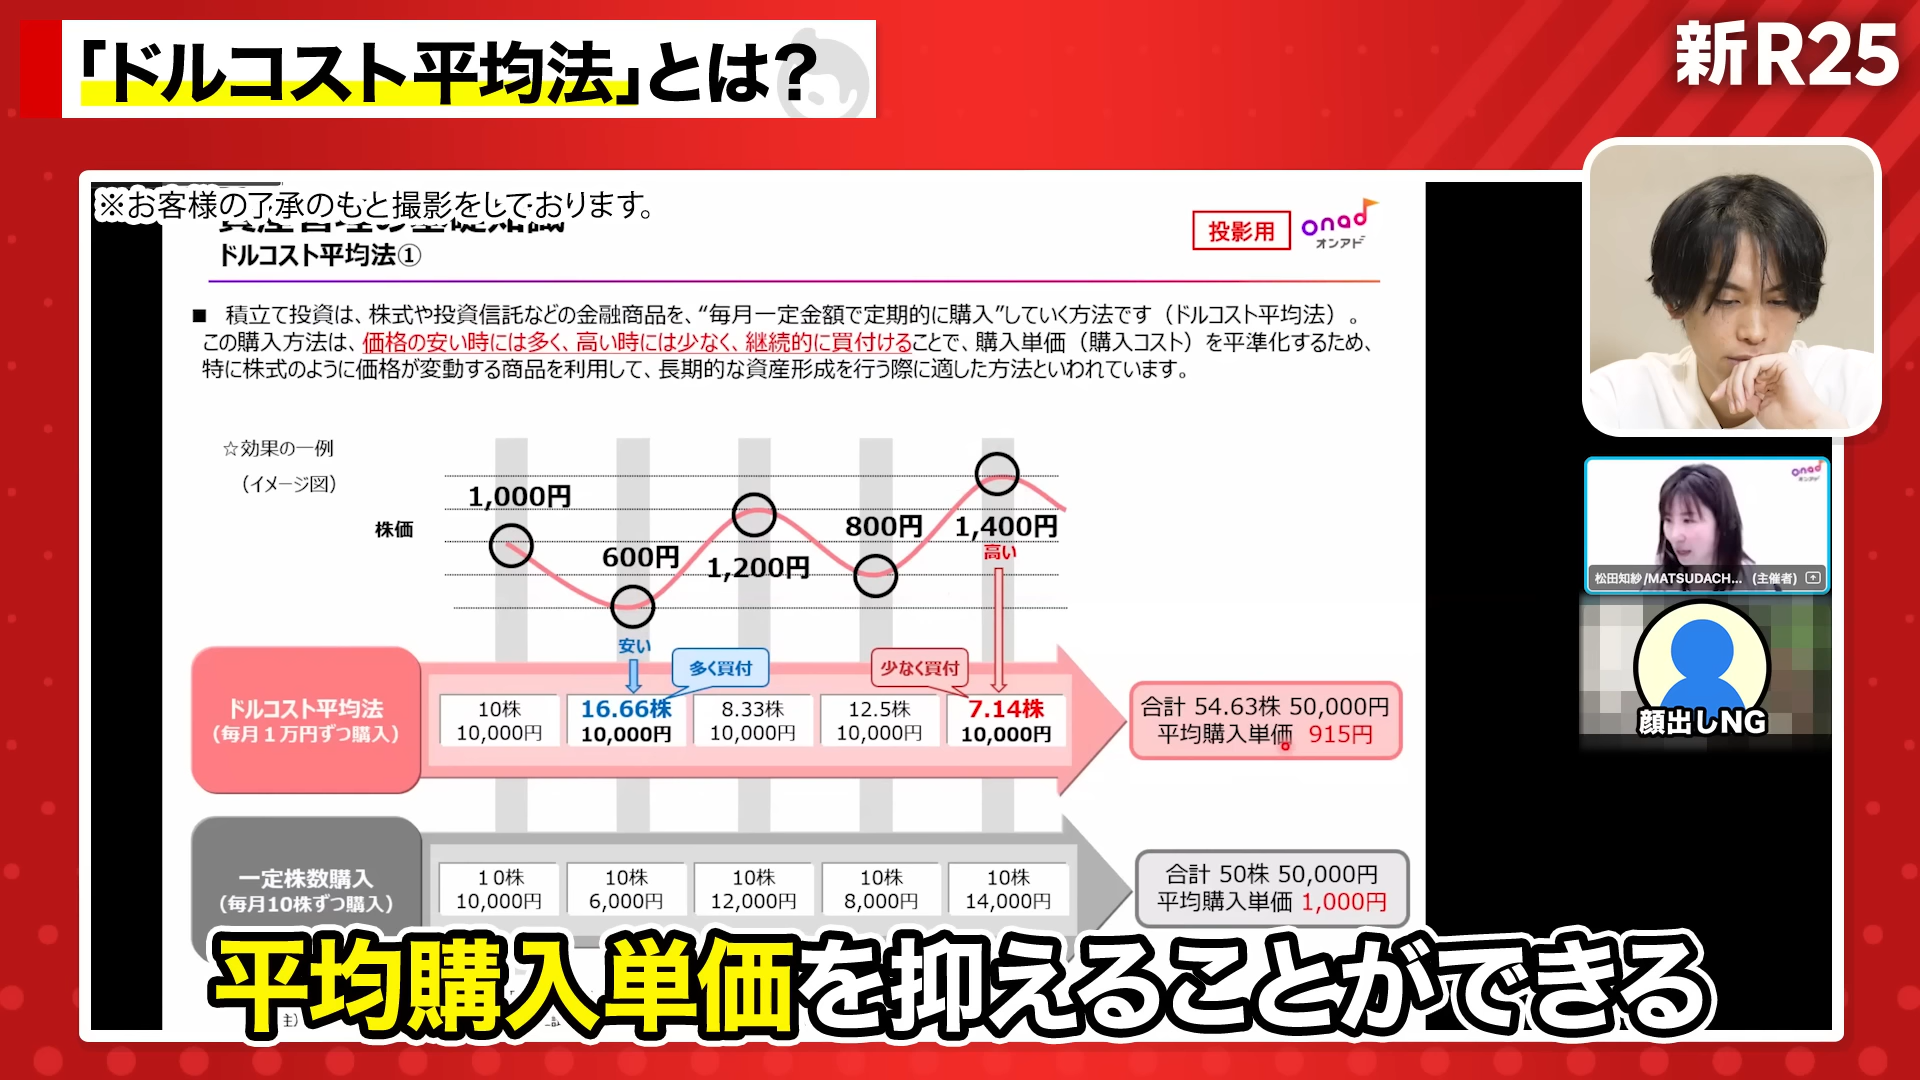 「ドルコスト平均法」とは?
新R25
※お客様の了承のもと撮影をしております。
資産管理の基礎知識
ドルコスト平均法①
投影用
onad
オンアド
■ 積立て投資は、株式や投資信託などの金融商品を、“毎月一定金額で定期的に購入”していく方法です（ドルコスト平均法）。
この購入方法は、価格の安い時には多く、高い時には少なく、継続的に買付けることで、購入単価（購入コスト）を平準化するため、
特に株式のように価格が変動する商品を利用して、長期的な資産形成を行う際に適した方法といわれています。
☆効果の一例
（イメージ図）
株価
1,000円
600円
1,200円
800円
1,400円
高い
安い
多く買付
少なく買付
ドルコスト平均法
（毎月１万円ずつ購入）
10株
10,000円
16.66株
10,000円
8.33株
10,000円
12.5株
10,000円
7.14株
10,000円
合計 54.63株 50,000円
平均購入単価 915円
一定株数購入
（毎月10株ずつ購入）
１0株
10,000円
10株
6,000円
10株
12,000円
10株
8,000円
10株
14,000円
合計 50株 50,000円
平均購入単価 1,000円
onad
オンアド
松田知紗/MATSUDACH... (主催者)
顔出しNG
平均購入単価を抑えることができる
主）